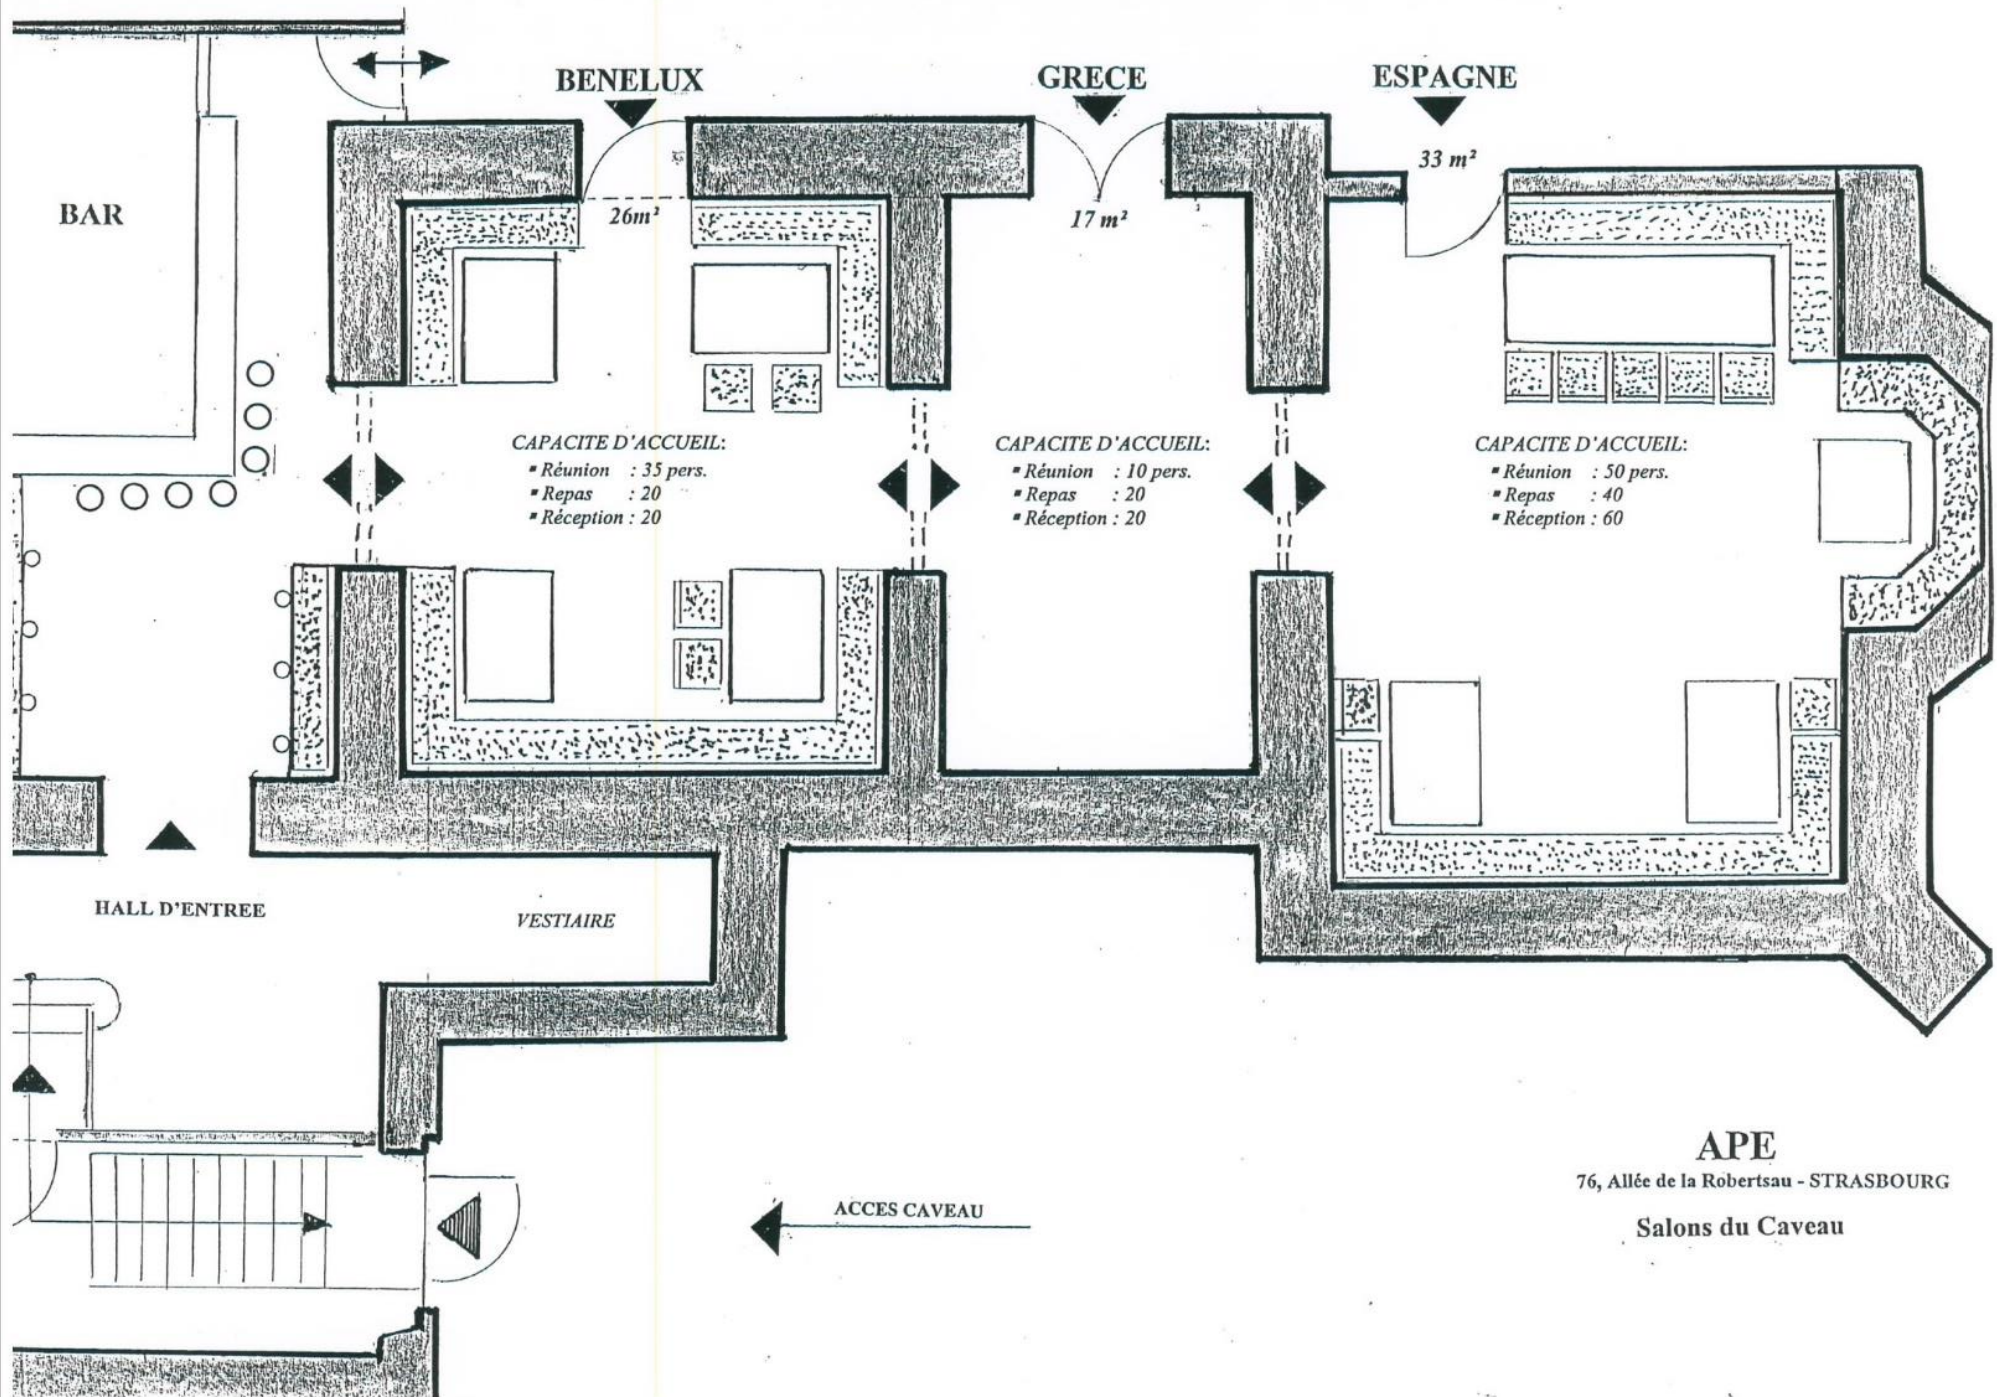 BENELUX
GRECE
ESPAGNE
33 m²
BAR
26m²
17 m²
CAPACITE D'ACCUEIL:
▪ Réunion : 35 pers.
▪ Repas : 20
▪ Réception : 20
CAPACITE D'ACCUEIL:
▪ Réunion : 10 pers.
▪ Repas : 20
▪ Réception : 20
CAPACITE D'ACCUEIL:
▪ Réunion : 50 pers.
▪ Repas : 40
▪ Réception : 60
HALL D'ENTREE
VESTIAIRE
ACCES CAVEAU
APE
76, Allée de la Robertsau - STRASBOURG
Salons du Caveau